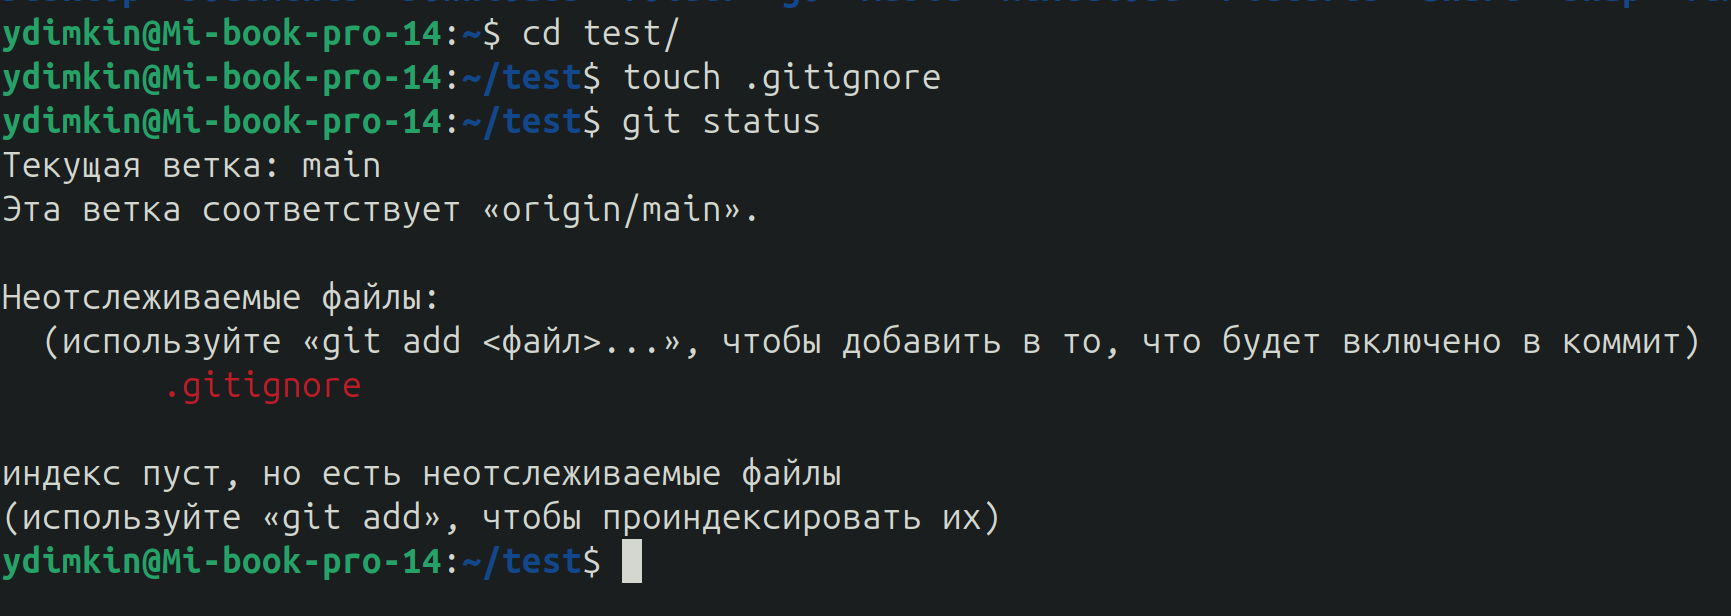 ydimkin@Mi-book-pro-14:~$ cd test/
ydimkin@Mi-book-pro-14:~/test$ touch .gitignore
ydimkin@Mi-book-pro-14:~/test$ git status
Текущая ветка: main
Эта ветка соответствует «origin/main».
Неотслеживаемые файлы:
  (используйте «git add <файл>...», чтобы добавить в то, что будет включено в коммит)
        .gitignore
индекс пуст, но есть неотслеживаемые файлы
(используйте «git add», чтобы проиндексировать их)
ydimkin@Mi-book-pro-14:~/test$